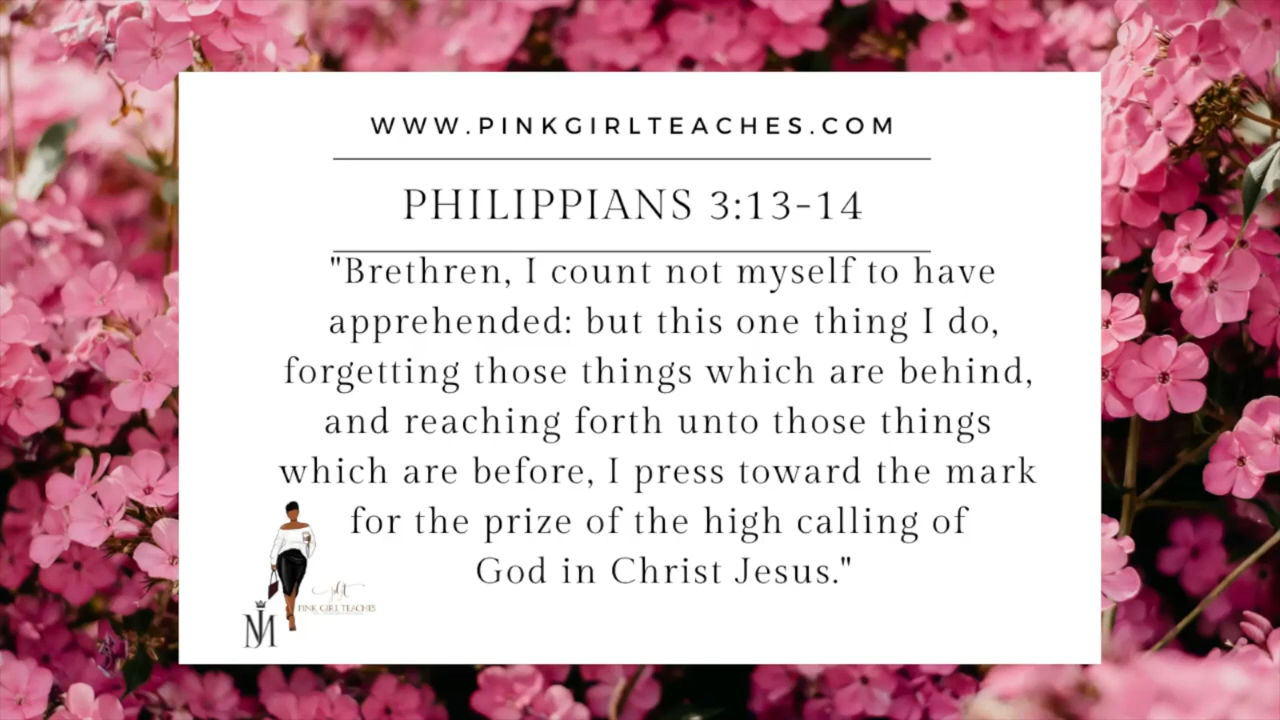 WWW.PINKGIRLTEACHES.COM
PHILIPPIANS 3:13-14
"Brethren, I count not myself to have
apprehended: but this one thing I do,
forgetting those things which are behind,
and reaching forth unto those things
which are before, I press toward the mark
for the prize of the high calling of
God in Christ Jesus."
PINK GIRL TEACHES